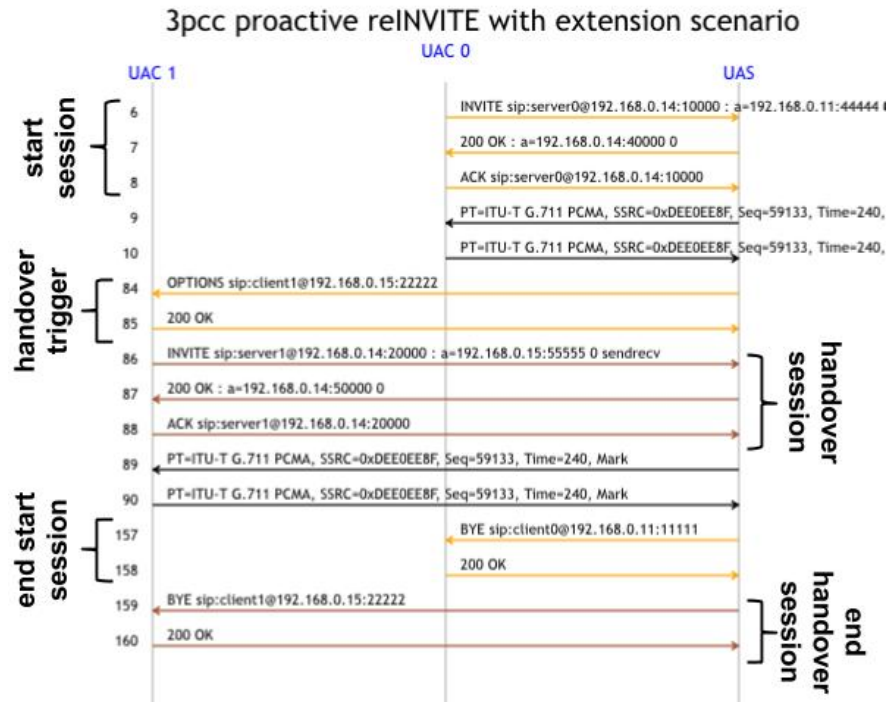 3pcc proactive reINVITE with extension scenario
UAC 0
UAC 1
UAS
start
session
6
INVITE sip:server0@192.168.0.14:10000 : a=192.168.0.11:44444
7
200 OK : a=192.168.0.14:40000 0
8
ACK sip:server0@192.168.0.14:10000
9
PT=ITU-T G.711 PCMA, SSRC=0xDEE0EE8F, Seq=59133, Time=240,
10
PT=ITU-T G.711 PCMA, SSRC=0xDEE0EE8F, Seq=59133, Time=240,
handover
trigger
84
OPTIONS sip:client1@192.168.0.15:22222
85
200 OK
86
INVITE sip:server1@192.168.0.14:20000 : a=192.168.0.15:55555 0 sendrecv
87
200 OK : a=192.168.0.14:50000 0
88
ACK sip:server1@192.168.0.14:20000
handover
session
89
PT=ITU-T G.711 PCMA, SSRC=0xDEE0EE8F, Seq=59133, Time=240, Mark
90
PT=ITU-T G.711 PCMA, SSRC=0xDEE0EE8F, Seq=59133, Time=240, Mark
end start
session
157
BYE sip:client0@192.168.0.11:11111
158
200 OK
159
BYE sip:client1@192.168.0.15:22222
160
200 OK
end
handover
session